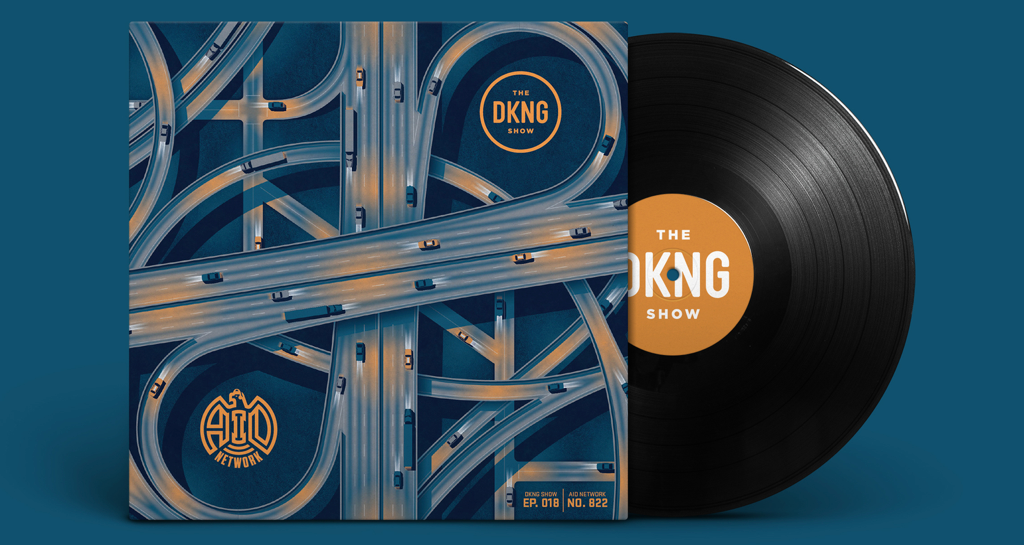 THE
DKNG
SHOW
THE
DKNG
SHOW
AID
NETWORK
DKNG SHOW
EP. 018
AID NETWORK
NO. 822